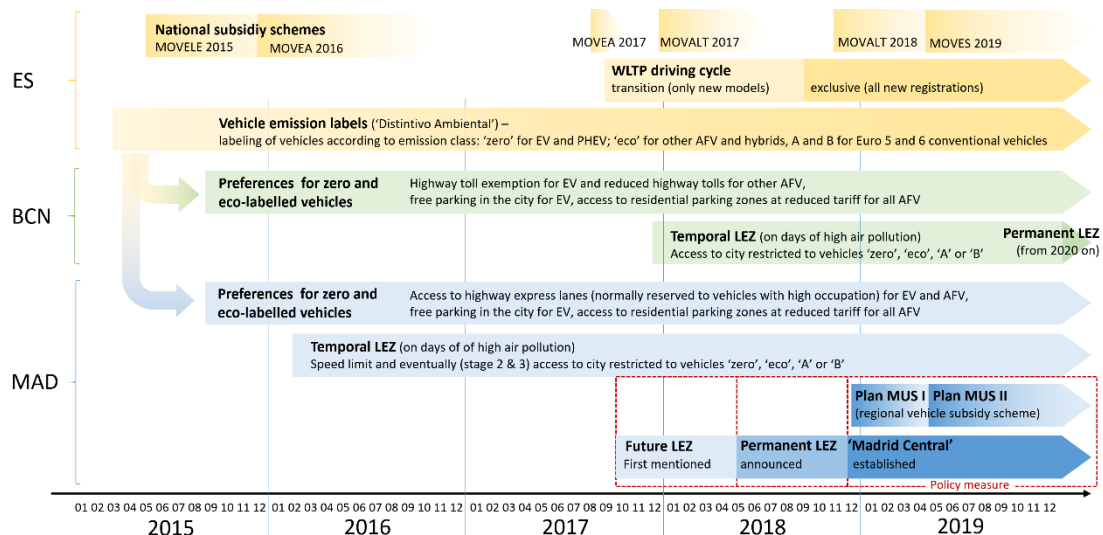 National subsidiy schemes
MOVELE 2015 MOVEA 2016 MOVEA 2017 MOVALT 2017 MOVALT 2018 MOVES 2019
ES
WLTP driving cycle
transition (only new models) exclusive (all new registrations)
Vehicle emission labels (‘Distintivo Ambiental’) –
labeling of vehicles according to emission class: ‘zero’ for EV and PHEV; ‘eco’ for other AFV and hybrids, A and B for Euro 5 and 6 conventional vehicles
BCN
Preferences for zero and Highway toll exemption for EV and reduced highway tolls for other AFV,
eco-labelled vehicles free parking in the city for EV, access to residential parking zones at reduced tariff for all AFV
Temporal LEZ (on days of high air pollution) Permanent LEZ
Access to city restricted to vehicles ‘zero’, ‘eco’, ‘A’ or ‘B’ (from 2020 on)
MAD
Preferences for zero and Access to highway express lanes (normally reserved to vehicles with high occupation) for EV and AFV,
eco-labelled vehicles free parking in the city for EV, access to residential parking zones at reduced tariff for all AFV
Temporal LEZ (on days of of high air pollution)
Speed limit and eventually (stage 2 & 3) access to city restricted to vehicles ‘zero’, ‘eco’, ‘A’ or ‘B’
Plan MUS I Plan MUS II
(regional vehicle subsidy scheme)
Future LEZ Permanent LEZ ‘Madrid Central’
First mentioned announced established
Policy measure
01 02 03 04 05 06 07 08 09 10 11 12 01 02 03 04 05 06 07 08 09 10 11 12 01 02 03 04 05 06 07 08 09 10 11 12 01 02 03 04 05 06 07 08 09 10 11 12 01 02 03 04 05 06 07 08 09 10 11 12
2015 2016 2017 2018 2019